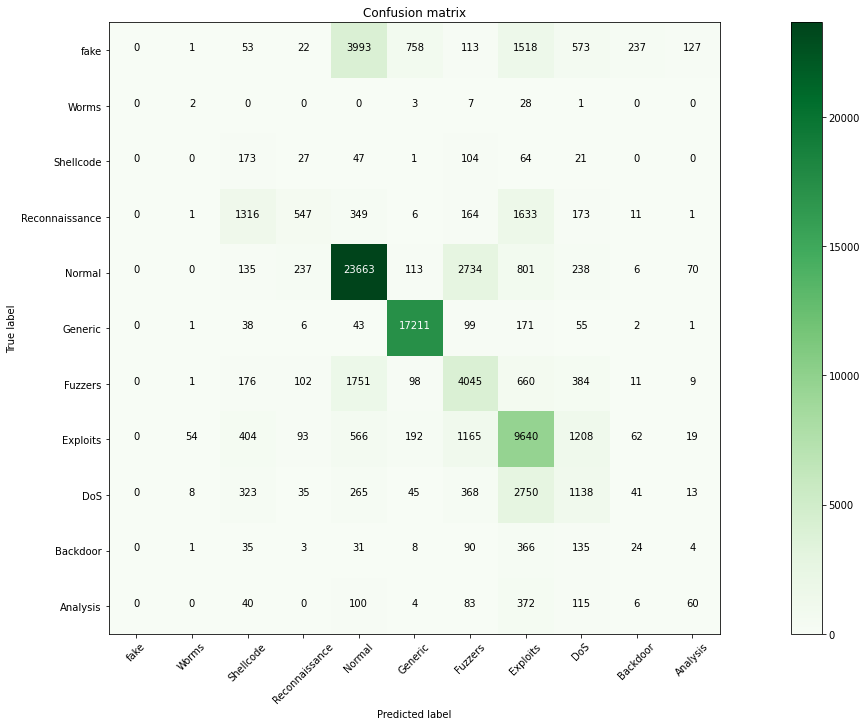 Confusion matrix
fake 0 1 53 22 3993 758 113 1518 573 237 127
Worms 0 2 0 0 0 3 7 28 1 0 0
Shellcode 0 0 173 27 47 1 104 64 21 0 0
Reconnaissance 0 1 1316 547 349 6 164 1633 173 11 1
Normal 0 0 135 237 23663 113 2734 801 238 6 70
Generic 0 1 38 6 43 17211 99 171 55 2 1
Fuzzers 0 1 176 102 1751 98 4045 660 384 11 9
Exploits 0 54 404 93 566 192 1165 9640 1208 62 19
DoS 0 8 323 35 265 45 368 2750 1138 41 13
Backdoor 0 1 35 3 31 8 90 366 135 24 4
Analysis 0 0 40 0 100 4 83 372 115 6 60
fake Worms Shellcode Reconnaissance Normal Generic Fuzzers Exploits DoS Backdoor Analysis
Predicted label
True label
20000
15000
10000
5000
0